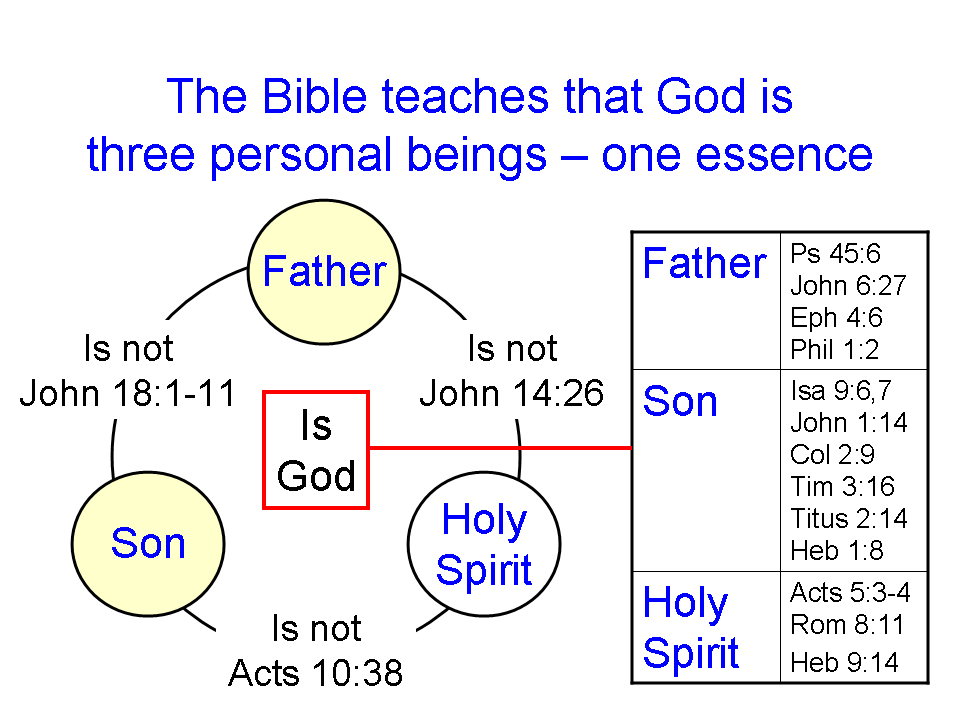 The Bible teaches that God is
three personal beings – one essence
Father
Is not
John 18:1-11
Is not
John 14:26
Is
God
Son
Holy
Spirit
Is not
Acts 10:38
Father
Ps 45:6
John 6:27
Eph 4:6
Phil 1:2
Son
Isa 9:6,7
John 1:14
Col 2:9
Tim 3:16
Titus 2:14
Heb 1:8
Holy
Spirit
Acts 5:3-4
Rom 8:11
Heb 9:14